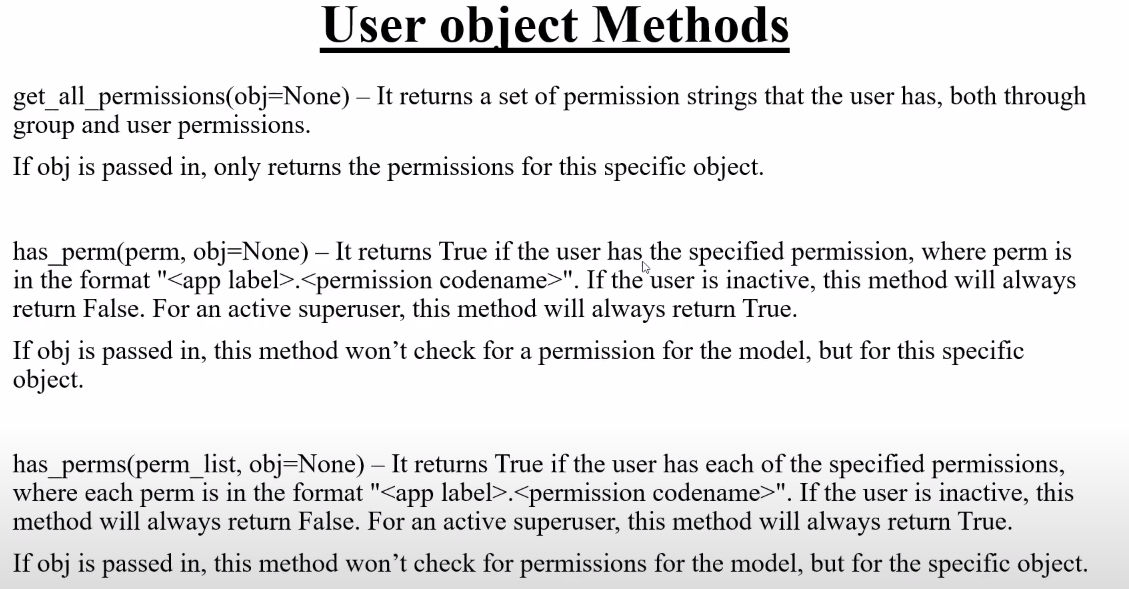 User object Methods
get_all_permissions(obj=None) – It returns a set of permission strings that the user has, both through
group and user permissions.
If obj is passed in, only returns the permissions for this specific object.
has_perm(perm, obj=None) – It returns True if the user has the specified permission, where perm is
in the format "<app label>.<permission codename>". If the user is inactive, this method will always
return False. For an active superuser, this method will always return True.
If obj is passed in, this method won’t check for a permission for the model, but for this specific
object.
has_perms(perm_list, obj=None) – It returns True if the user has each of the specified permissions,
where each perm is in the format "<app label>.<permission codename>". If the user is inactive, this
method will always return False. For an active superuser, this method will always return True.
If obj is passed in, this method won’t check for permissions for the model, but for the specific object.